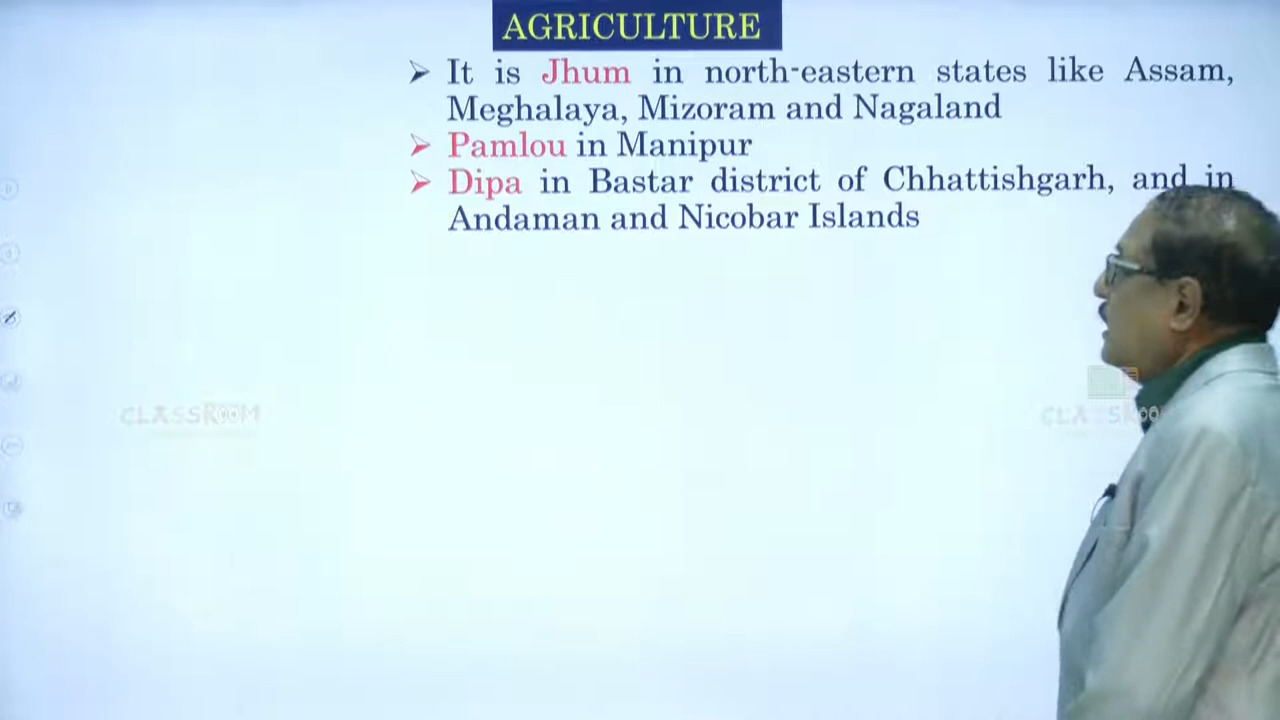 AGRICULTURE
➢ It is Jhum in north-eastern states like Assam,
Meghalaya, Mizoram and Nagaland
➢ Pamlou in Manipur
➢ Dipa in Bastar district of Chhattishgarh, and in
Andaman and Nicobar Islands
CLASSROOM
CLASSROO